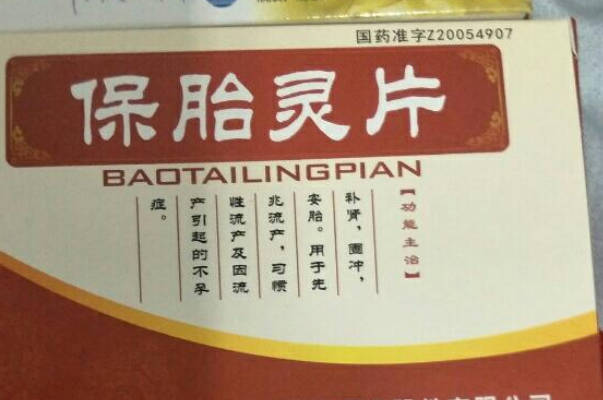 国药准字Z20054907
保胎灵片
BAOTAILINGPIAN
【功能主治】
补肾，固冲，
安胎。用于先
兆流产，习惯
性流产及因流
产引起的不孕
症。